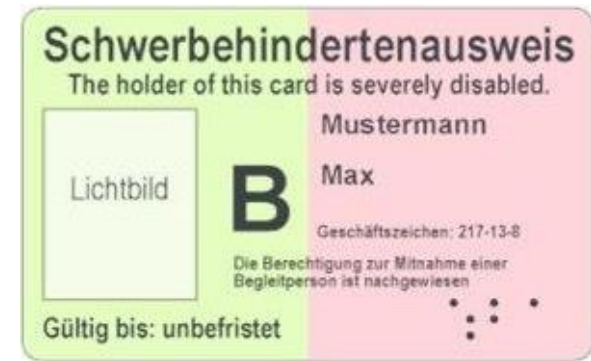 Schwerbehindertenausweis
The holder of this card is severely disabled.
Mustermann
Max
Lichtbild
B
Geschäftszeichen: 217-13-8
Die Berechtigung zur Mitnahme einer
Begleitperson ist nachgewiesen
Gültig bis: unbefristet